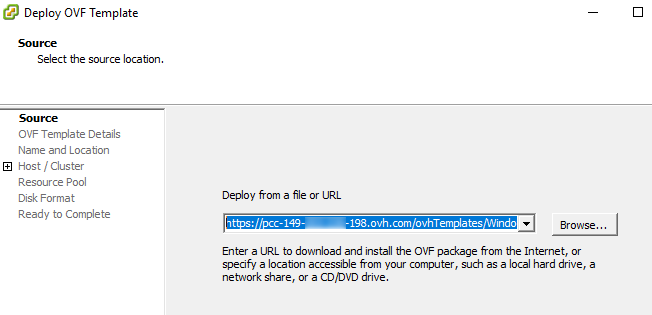 Deploy OVF Template
Source
Select the source location.
Source
OVF Template Details
Name and Location
Host / Cluster
Resource Pool
Disk Format
Ready to Complete
Deploy from a file or URL
https://pcc-149- -198.ovh.com/ovhTemplates/Windo
Browse...
Enter a URL to download and install the OVF package from the Internet, or
specify a location accessible from your computer, such as a local hard drive, a
network share, or a CD/DVD drive.